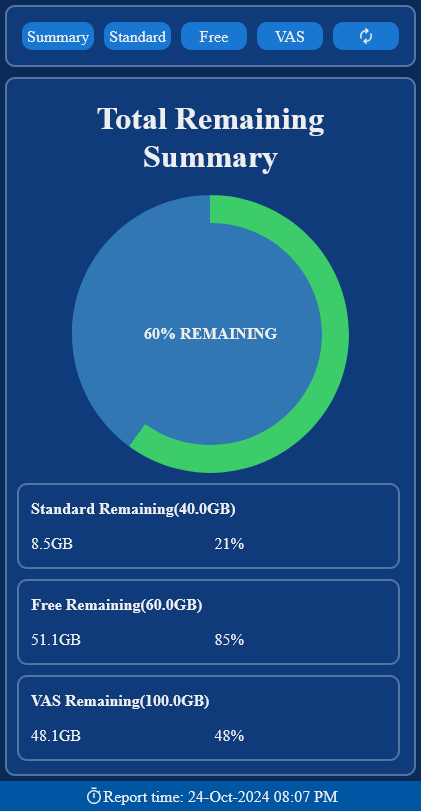 Summary Standard Free VAS
Total Remaining
Summary
60% REMAINING
Standard Remaining(40.0GB)
8.5GB 21%
Free Remaining(60.0GB)
51.1GB 85%
VAS Remaining(100.0GB)
48.1GB 48%
Report time: 24-Oct-2024 08:07 PM